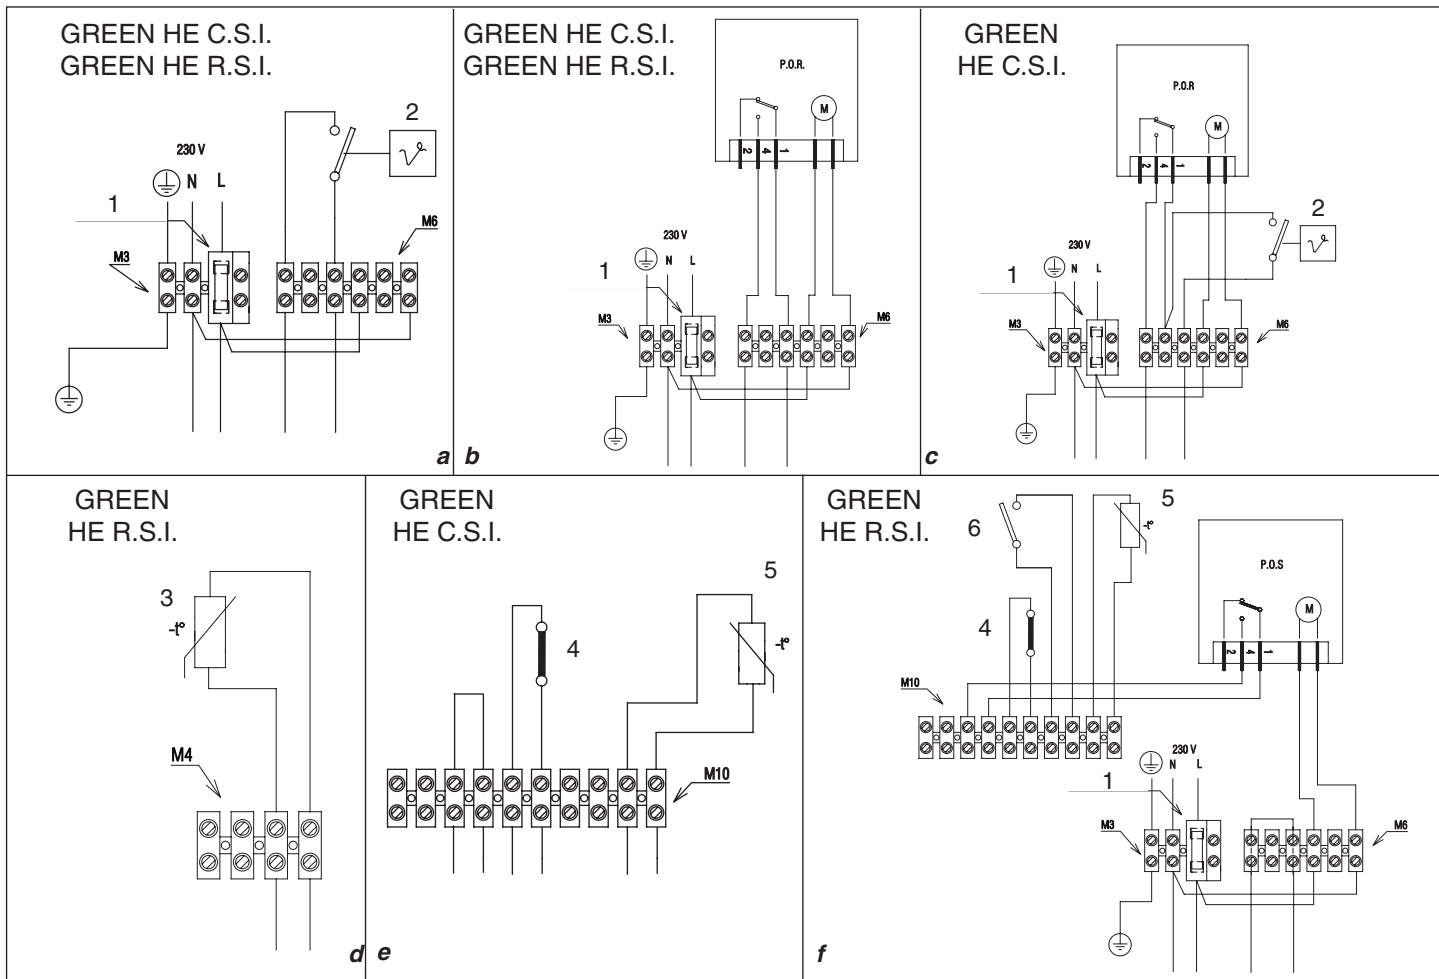 GREEN HE C.S.I.
GREEN HE R.S.I.
2
230 V
N
L
1
M3
M6
a
GREEN HE C.S.I.
GREEN HE R.S.I.
P.O.R.
M
2
4
1
230 V
N
L
1
M3
M6
b
GREEN
HE C.S.I.
P.O.R
M
2
4
1
2
230 V
N
L
1
M3
M6
c
GREEN
HE R.S.I.
3
-t°
M4
d
GREEN
HE C.S.I.
5
4
-t°
M10
e
GREEN
HE R.S.I.
6
5
-t°
P.O.S
4
M
2
4
1
M10
230 V
N
L
1
M3
M6
f